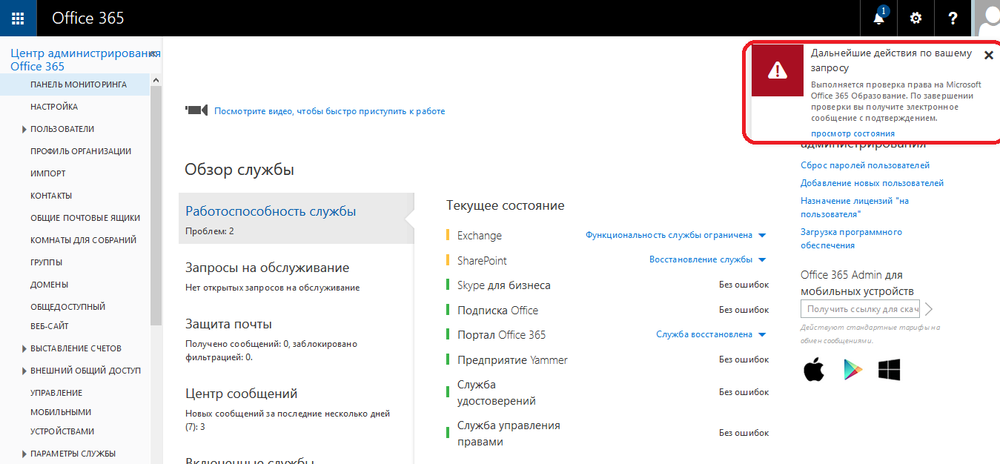 Office 365
1
?
Центр администрирования
Office 365
ПАНЕЛЬ МОНИТОРИНГА
НАСТРОЙКА
ПОЛЬЗОВАТЕЛИ
ПРОФИЛЬ ОРГАНИЗАЦИИ
ИМПОРТ
КОНТАКТЫ
ОБЩИЕ ПОЧТОВЫЕ ЯЩИКИ
КОМНАТЫ ДЛЯ СОБРАНИЙ
ГРУППЫ
ДОМЕНЫ
ОБЩЕДОСТУПНЫЙ
ВЕБ-САЙТ
ВЫСТАВЛЕНИЕ СЧЕТОВ
ВНЕШНИЙ ОБЩИЙ ДОСТУП
УПРАВЛЕНИЕ
МОБИЛЬНЫМИ
УСТРОЙСТВАМИ
ПАРАМЕТРЫ СЛУЖБЫ
Посмотрите видео, чтобы быстро приступить к работе
Обзор службы
Работоспособность службы
Проблем: 2
Запросы на обслуживание
Нет открытых запросов на обслуживание
Защита почты
Получено сообщений: 0, заблокировано
фильтрацией: 0.
Центр сообщений
Новых сообщений за последние несколько дней
(7): 3
Включенные службы
Текущее состояние
Exchange Функциональность службы ограничена
SharePoint Восстановление службы
Skype для бизнеса Без ошибок
Подписка Office Без ошибок
Портал Office 365 Служба восстановлена
Предприятие Yammer Без ошибок
Служба
удостоверений Без ошибок
Служба управления
правами Без ошибок
Дальнейшие действия по вашему
запросу
Выполняется проверка права на Microsoft
Office 365 Образование. По завершении
проверки вы получите электронное
сообщение с подтверждением.
просмотр состояния
администрирования
Сброс паролей пользователей
Добавление новых пользователей
Назначение лицензий "на
пользователя"
Загрузка программного
обеспечения
Office 365 Admin для
мобильных устройств
Получить ссылку для скач
Действуют стандартные тарифы на
обмен сообщениями.